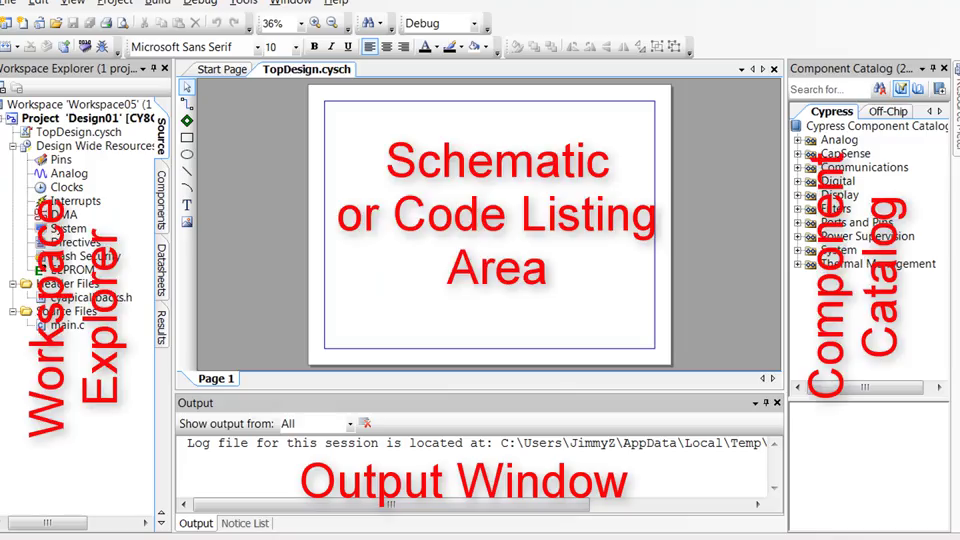 File Edit View Project Build Debug Tools Window Help
36% Debug
Microsoft Sans Serif 10 B I U A
Workspace Explorer (1 proj...
Workspace 'Workspace05' (1
Project 'Design01' [CY8C
TopDesign.cysch
Design Wide Resources
Pins
Analog
Clocks
Interrupts
DMA
System
Directives
Flash Security
EEPROM
Header Files
cyapicallbacks.h
Source Files
main.c
Workspace
Explorer
Source
Components
Datasheets
Results
Start Page TopDesign.cysch
T
Schematic
or Code Listing
Area
Page 1
Output
Show output from: All
Log file for this session is located at: C:\Users\JimmyZ\AppData\Local\Temp\
Output Window
Output Notice List
Component Catalog (2...
Search for...
Cypress Off-Chip
Cypress Component Catalog
Analog
CapSense
Communications
Digital
Display
Filters
Ports and Pins
Power Supervision
System
Thermal Management
Component
Catalog